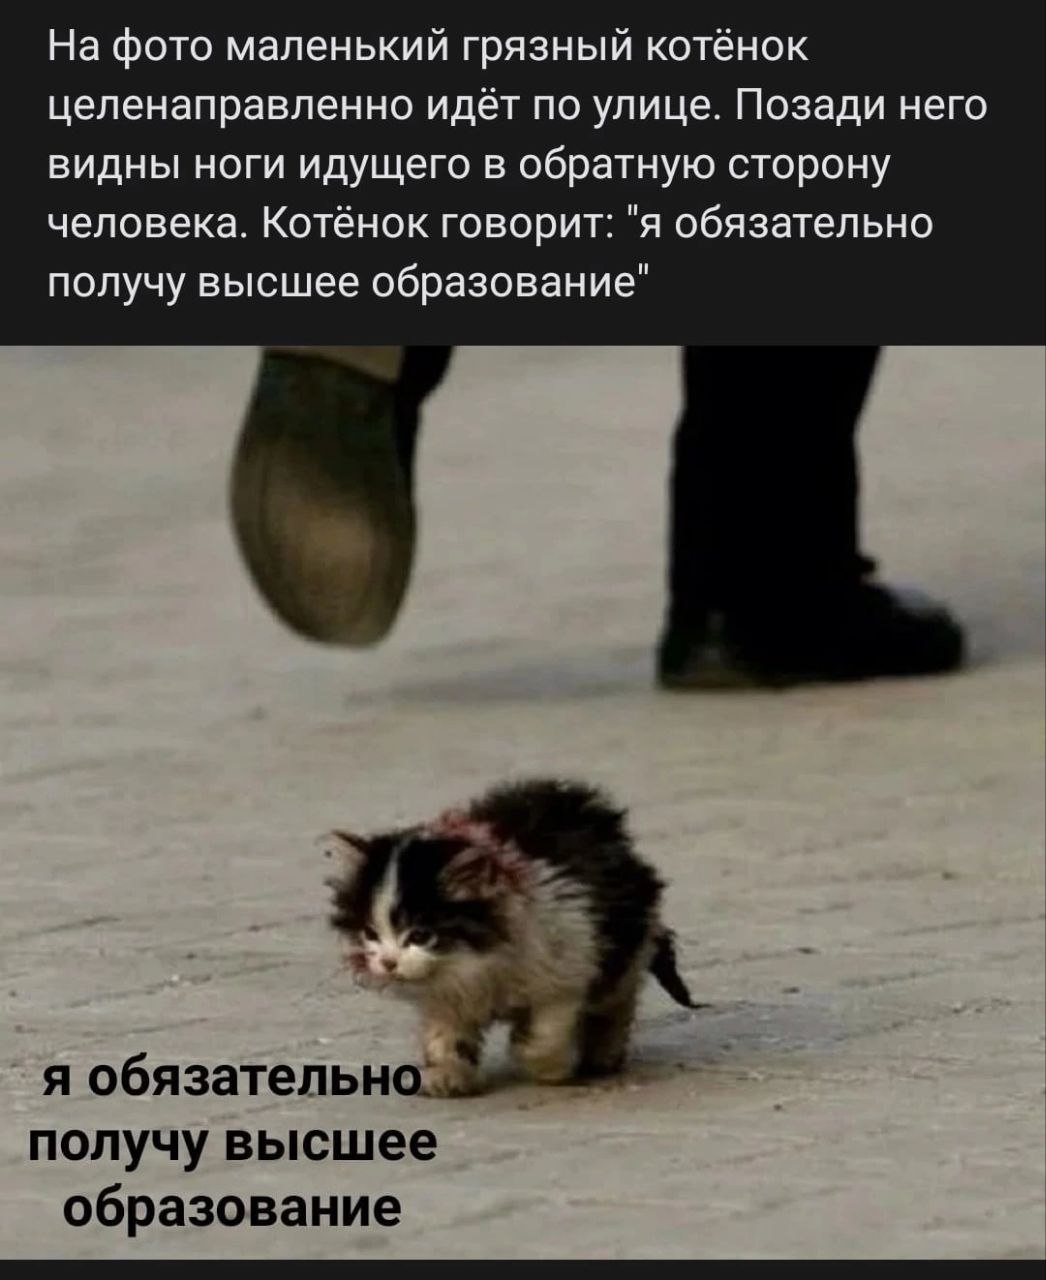 На фото маленький грязный котёнок
целенаправленно идёт по улице. Позади него
видны ноги идущего в обратную сторону
человека. Котёнок говорит: "я обязательно
получу высшее образование"
я обязательно
получу высшее
образование